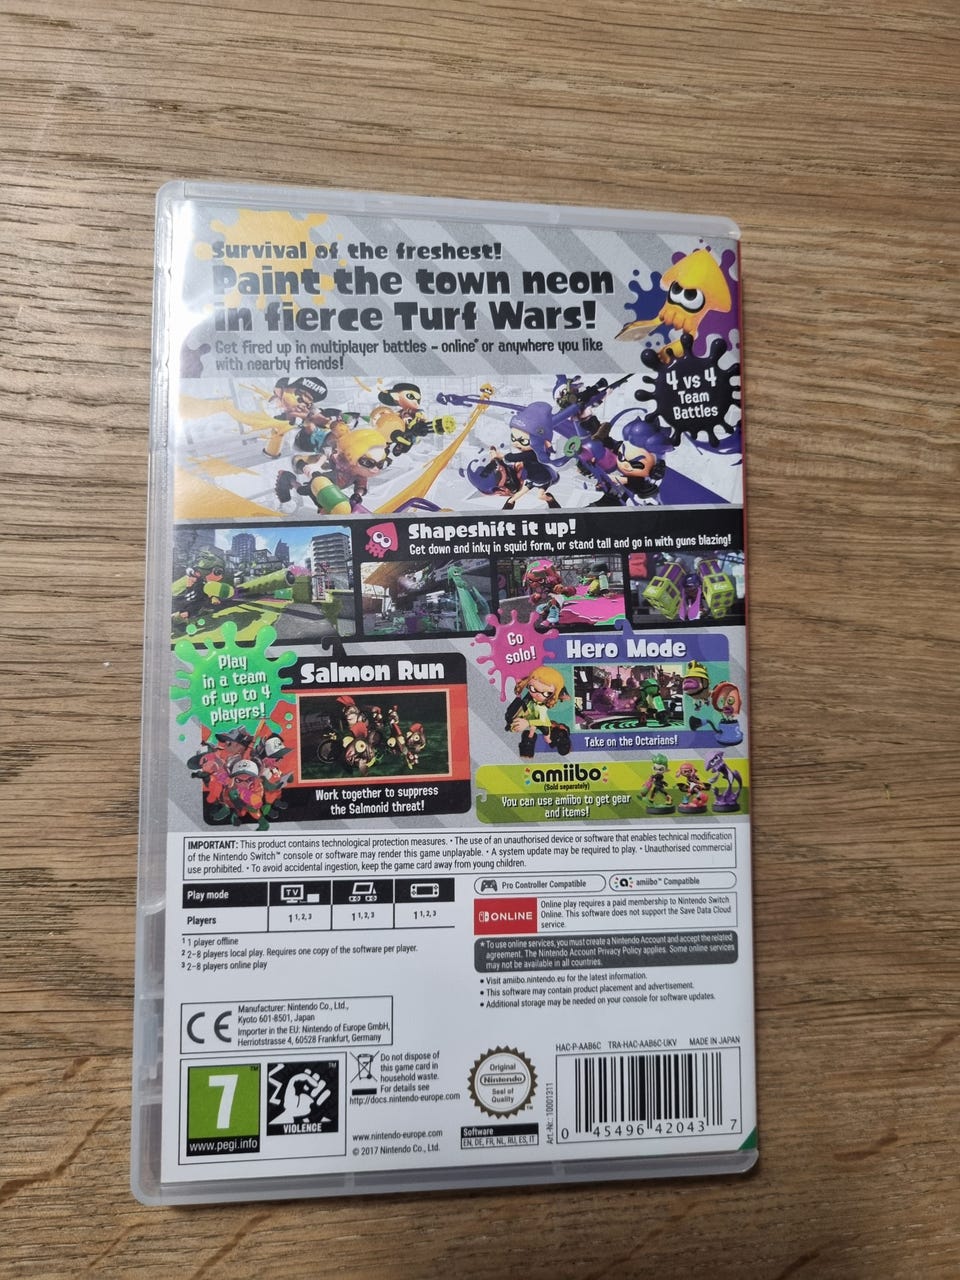 Survival of the freshest!
Paint the town neon
in fierce Turf Wars!
Get fired up in multiplayer battles – online* or anywhere you like
with nearby friends!
4 vs 4
Team
Battles
Shapeshift it up!
Get down and inky in squid form, or stand tall and go in with guns blazing!
Play
in a team
of up to 4
players!
Salmon Run
Work together to suppress
the Salmonid threat!
Go
solo!
Hero Mode
Take on the Octarians!
amiibo
(Sold separately)
You can use amiibo to get gear
and items!
IMPORTANT: This product contains technological protection measures. • The use of an unauthorised device or software that enables technical modification
of the Nintendo Switch™ console or software may render this game unplayable. • A system update may be required to play. • Unauthorised commercial
use prohibited. • To avoid accidental ingestion, keep the game card away from young children.
Play mode
TV
Players
1 1, 2, 3
1 1, 2, 3
1 1, 2, 3
1 1 player offline
2 2-8 players local play. Requires one copy of the software per player.
3 2-8 players online play
Pro Controller Compatible
amiibo™ Compatible
ONLINE
Online play requires a paid membership to Nintendo Switch
Online. This software does not support the Save Data Cloud
service.
* To use online services, you must create a Nintendo Account and accept the related
agreement. The Nintendo Account Privacy Policy applies. Some online services
may not be available in all countries.
• Visit amiibo.nintendo.eu for the latest information.
• This software may contain product placement and advertisement.
• Additional storage may be needed on your console for software updates.
CE
Manufacturer: Nintendo Co., Ltd.,
Kyoto 601-8501, Japan
Importer in the EU: Nintendo of Europe GmbH,
Herriotstrasse 4, 60528 Frankfurt, Germany
7
www.pegi.info
VIOLENCE
Do not dispose of
this game card in
household waste.
For details see
http://docs.nintendo-europe.com
www.nintendo-europe.com
© 2017 Nintendo Co., Ltd.
Original
Nintendo
Seal of
Quality
Software
EN, DE, FR, NL, RU, ES, IT
Art.-Nr.: 10001311
HAC-P-AAB6C TRA-HAC-AAB6C-UKV MADE IN JAPAN
0 45496 42043 7